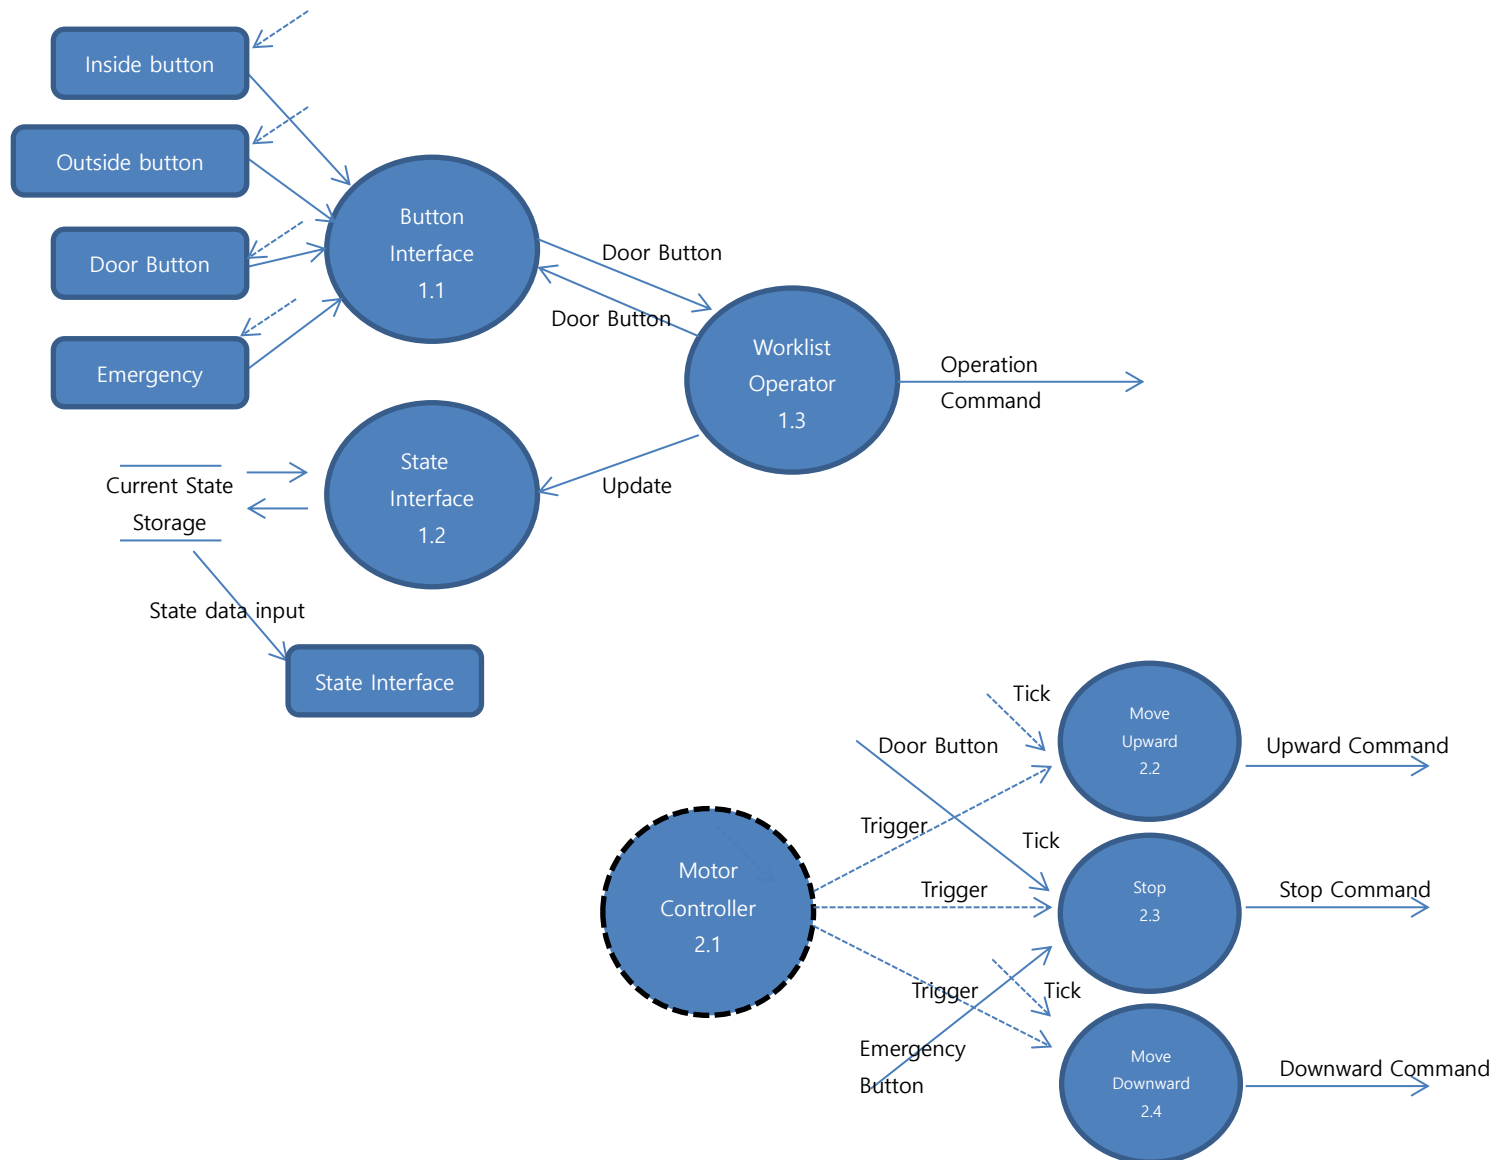 Inside button
Outside button
Door Button
Emergency
Button
Interface
1.1
Door Button
Door Button
Worklist
Operator
1.3
Operation
Command
State
Interface
1.2
Update
Current State
Storage
State data input
State Interface
Tick
Move
Upward
2.2
Door Button
Upward Command
Trigger
Tick
Motor
Controller
2.1
Trigger
Stop
2.3
Stop Command
Trigger
Tick
Emergency
Button
Move
Downward
2.4
Downward Command